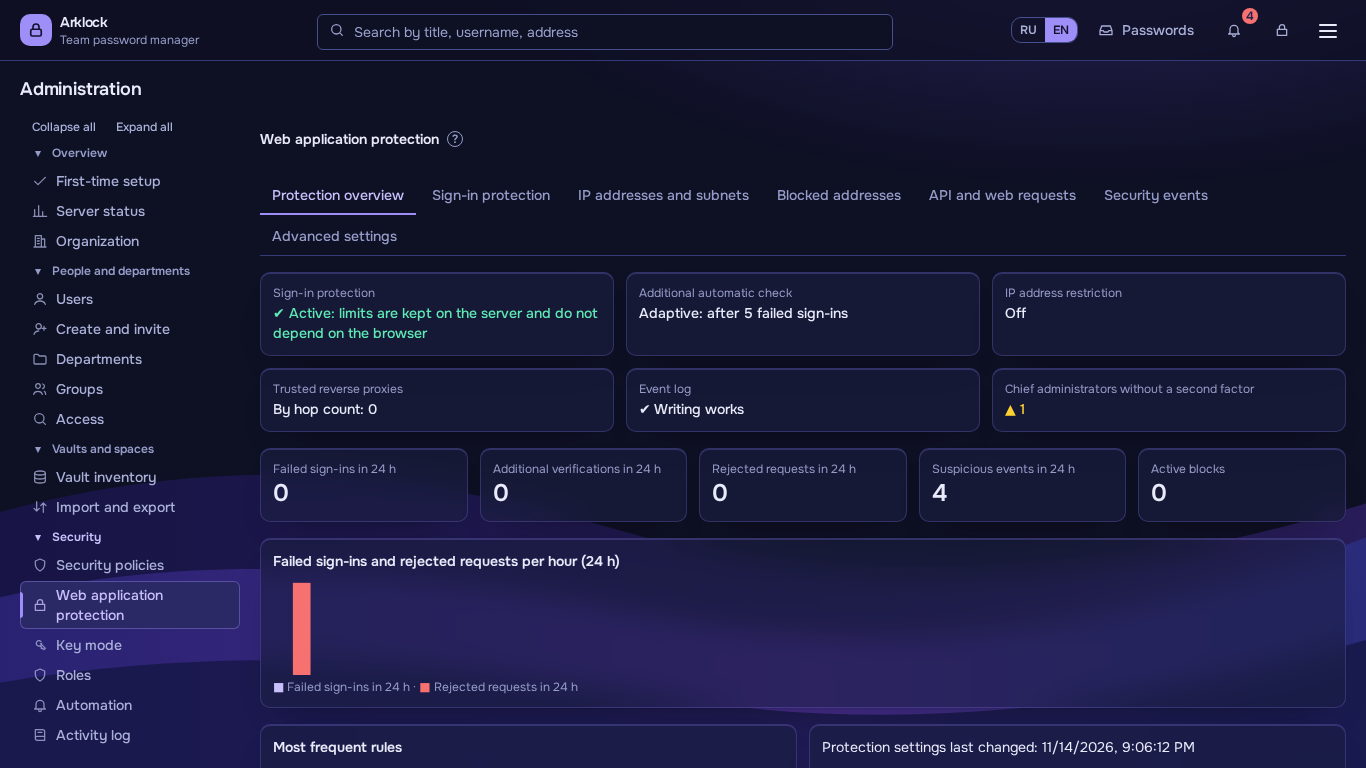 Arklock
Team password manager
Search by title, username, address
RU EN
Passwords
4
Administration
Collapse all Expand all
Overview
First-time setup
Server status
Organization
People and departments
Users
Create and invite
Departments
Groups
Access
Vaults and spaces
Vault inventory
Import and export
Security
Security policies
Web application
protection
Key mode
Roles
Automation
Activity log
Web application protection ?
Protection overview Sign-in protection IP addresses and subnets Blocked addresses API and web requests Security events
Advanced settings
Sign-in protection
✔ Active: limits are kept on the server and do not
depend on the browser
Additional automatic check
Adaptive: after 5 failed sign-ins
IP address restriction
Off
Trusted reverse proxies
By hop count: 0
Event log
✔ Writing works
Chief administrators without a second factor
▲ 1
Failed sign-ins in 24 h
0
Additional verifications in 24 h
0
Rejected requests in 24 h
0
Suspicious events in 24 h
4
Active blocks
0
Failed sign-ins and rejected requests per hour (24 h)
Failed sign-ins in 24 h · Rejected requests in 24 h
Most frequent rules
Protection settings last changed: 11/14/2026, 9:06:12 PM